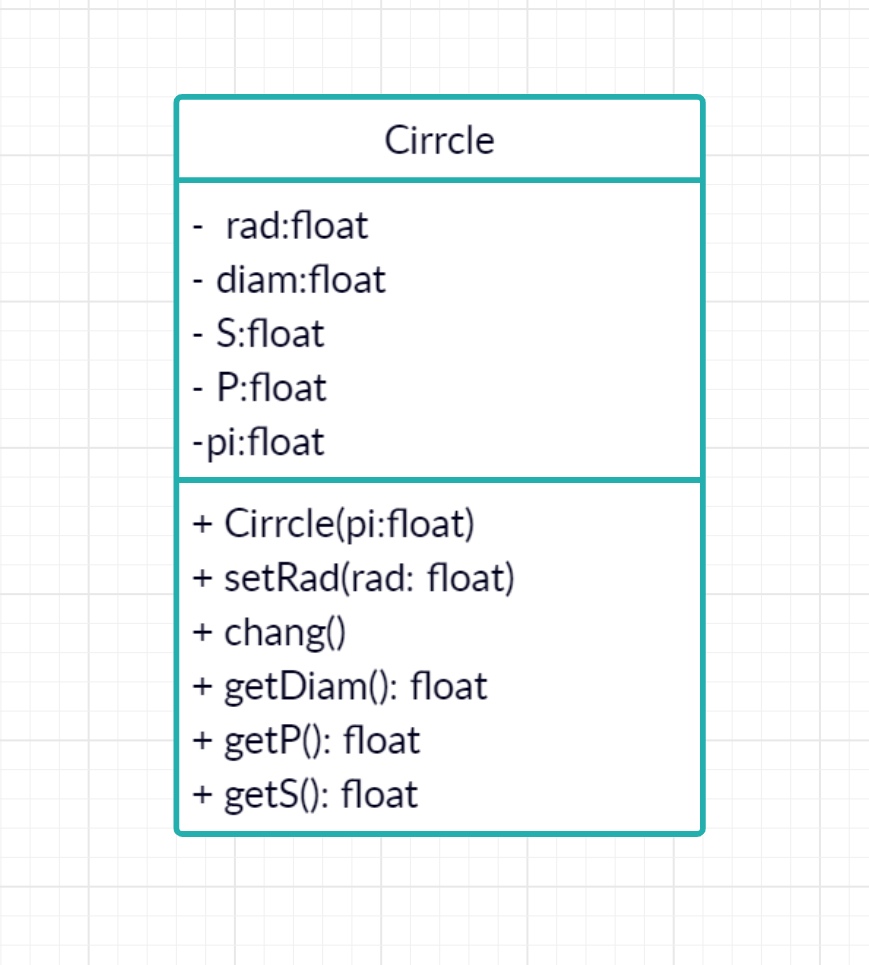 Cirrcle
-  rad:float
- diam:float
- S:float
- P:float
-pi:float
+ Cirrcle(pi:float)
+ setRad(rad: float)
+ chang()
+ getDiam(): float
+ getP(): float
+ getS(): float